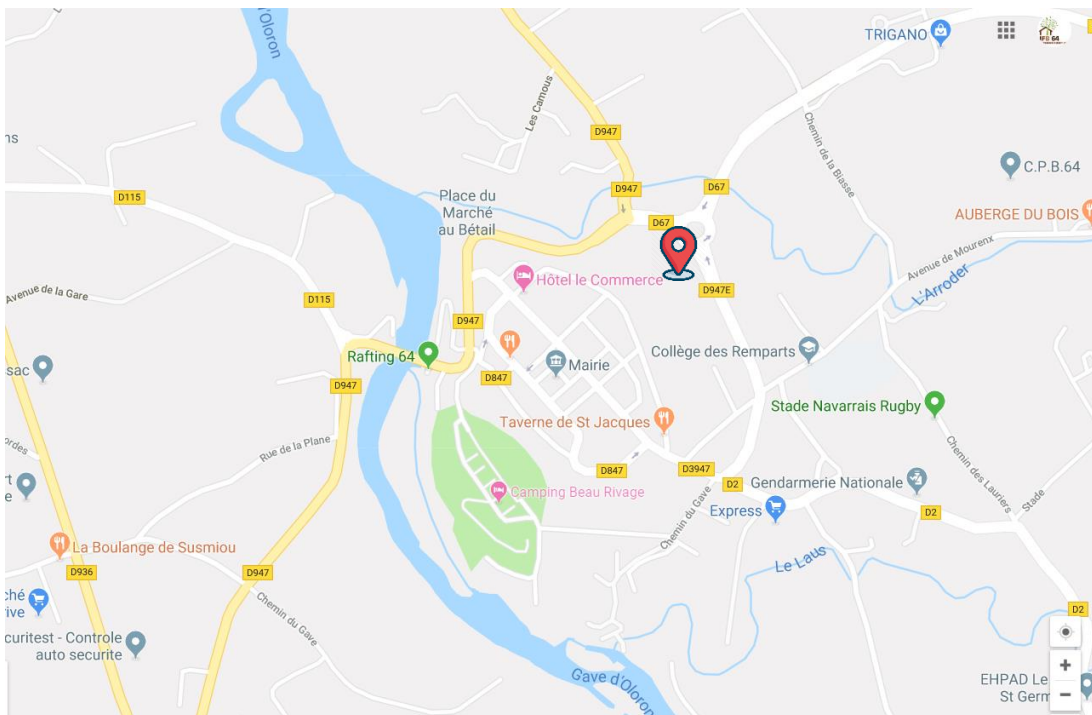 d'Oloron
TRIGANO
IFB 64
Les Camous
D947
Chemin de la Biasse
C.P.B.64
D115
Place du
Marché
au Bétail
D947
D67
D67
AUBERGE DU BOIS
Avenue de Mourenx
L'Arroder
Avenue de la Gare
D115
Hôtel le Commerce
D947E
D947
Rafting 64
Mairie
Collège des Remparts
D847
D947
Stade Navarrais Rugby
Taverne de St Jacques
Rue de la Plane
D847
D3947
D2
Gendarmerie Nationale
Chemin des Lauriers
Stade
Camping Beau Rivage
Chemin du Gave
Express
D2
La Boulange de Susmiou
Le Laus
D936
D947
Chemin du Gave
D2
curitest - Controle
auto securite
Gave d'Oloron
EHPAD Le
St Germ
+
−